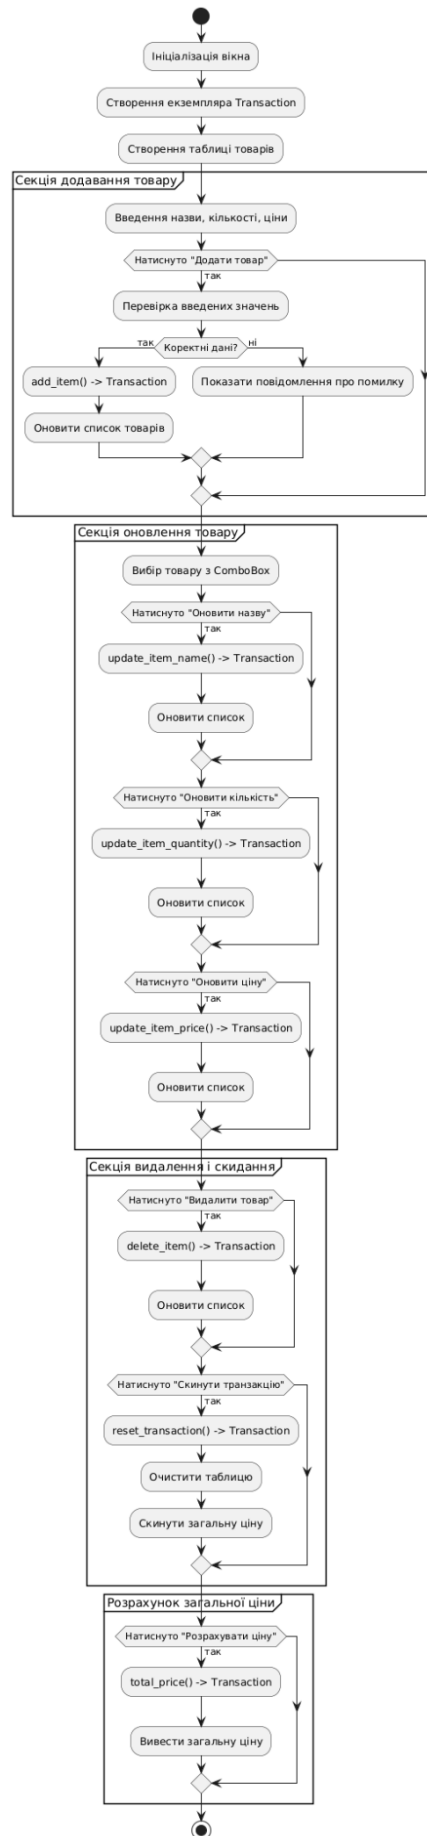 Ініціалізація вікна
Створення екземпляра Transaction
Створення таблиці товарів
Секція додавання товару
Введення назви, кількості, ціни
Натиснуто "Додати товар"
так
Перевірка введених значень
так
Коректні дані?
ні
add_item() -> Transaction
Показати повідомлення про помилку
Оновити список товарів
Секція оновлення товару
Вибір товару з ComboBox
Натиснуто "Оновити назву"
так
update_item_name() -> Transaction
Оновити список
Натиснуто "Оновити кількість"
так
update_item_quantity() -> Transaction
Оновити список
Натиснуто "Оновити ціну"
так
update_item_price() -> Transaction
Оновити список
Секція видалення і скидання
Натиснуто "Видалити товар"
так
delete_item() -> Transaction
Оновити список
Натиснуто "Скинути транзакцію"
так
reset_transaction() -> Transaction
Очистити таблицю
Скинути загальну ціну
Розрахунок загальної ціни
Натиснуто "Розрахувати ціну"
так
total_price() -> Transaction
Вивести загальну ціну